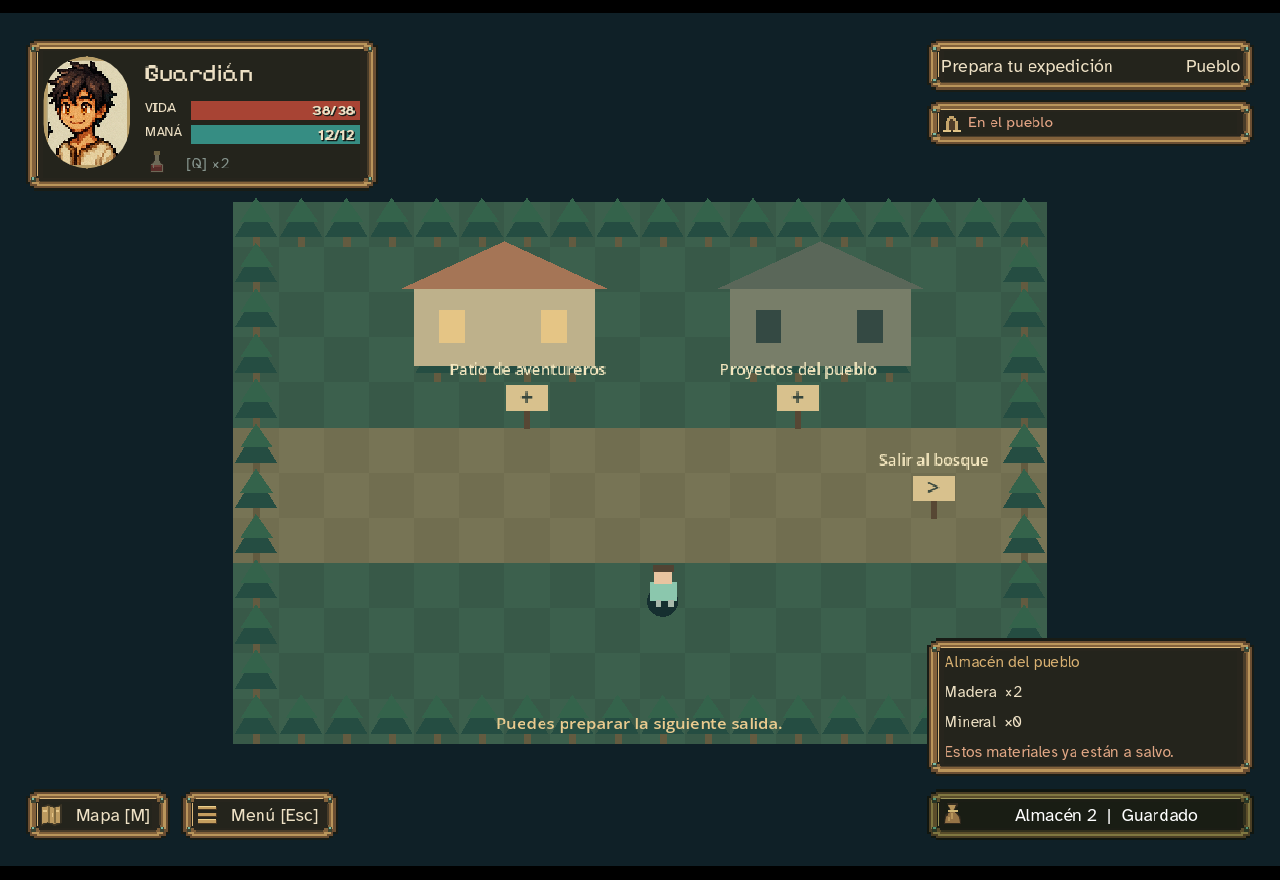 Guardián
VIDA 38/38
MANÁ 12/12
[Q] x2
Prepara tu expedición Pueblo
En el pueblo
Patio de aventureros
Proyectos del pueblo
+ +
Salir al bosque
>
Almacén del pueblo
Madera x2
Mineral x0
Estos materiales ya están a salvo.
Puedes preparar la siguiente salida.
Mapa [M]
Menú [Esc]
Almacén 2 | Guardado